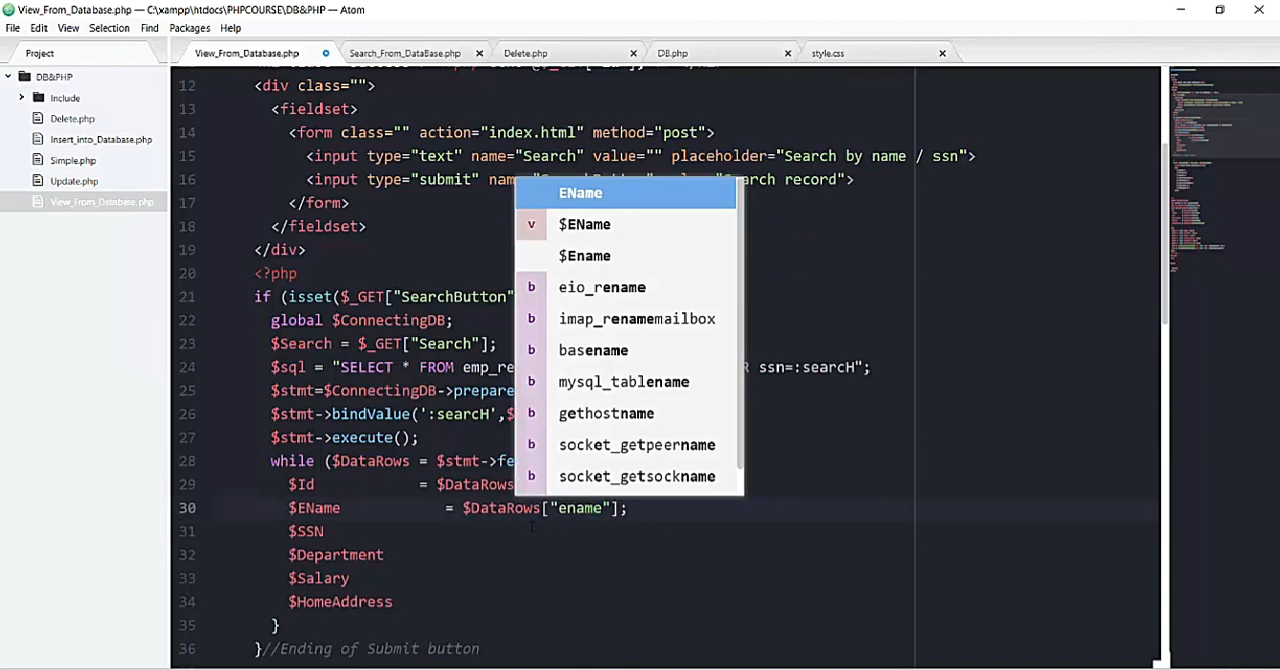 View_From_Database.php — C:\xampp\htdocs\PHPCOURSE\DB&PHP — Atom
File Edit View Selection Find Packages Help
Project
View_From_Database.php
Search_From_DataBase.php
Delete.php
DB.php
style.css
DB&PHP
Include
Delete.php
Insert_into_Database.php
Simple.php
Update.php
View_From_Database.php
12 <div class="">
13 <fieldset>
14 <form class="" action="index.html" method="post">
15 <input type="text" name="Search" value="" placeholder="Search by name / ssn">
16 <input type="submit" earch record">
17 </form>
18 </fieldset>
19 </div>
20 <?php
21 if (isset($_GET["SearchButton"
22 global $ConnectingDB;
23 $Search = $_GET["Search"];
24 $sql = "SELECT * FROM ssn=:searcH";
25 $stmt=$ConnectingDB->prepare
26 $stmt->bindValue(':searcH',
27 $stmt->execute();
28 while ($DataRows = $stmt->
29 $Id = $DataRows
30 $EName = $DataRows["ename"];
31 $SSN
32 $Department
33 $Salary
34 $HomeAddress
35 }
36 }//Ending of Submit button
EName
v $EName
$Ename
b eio_rename
b imap_renamemailbox
b basename
b mysql_tablename
b gethostname
b socket_getpeername
b socket_getsockname